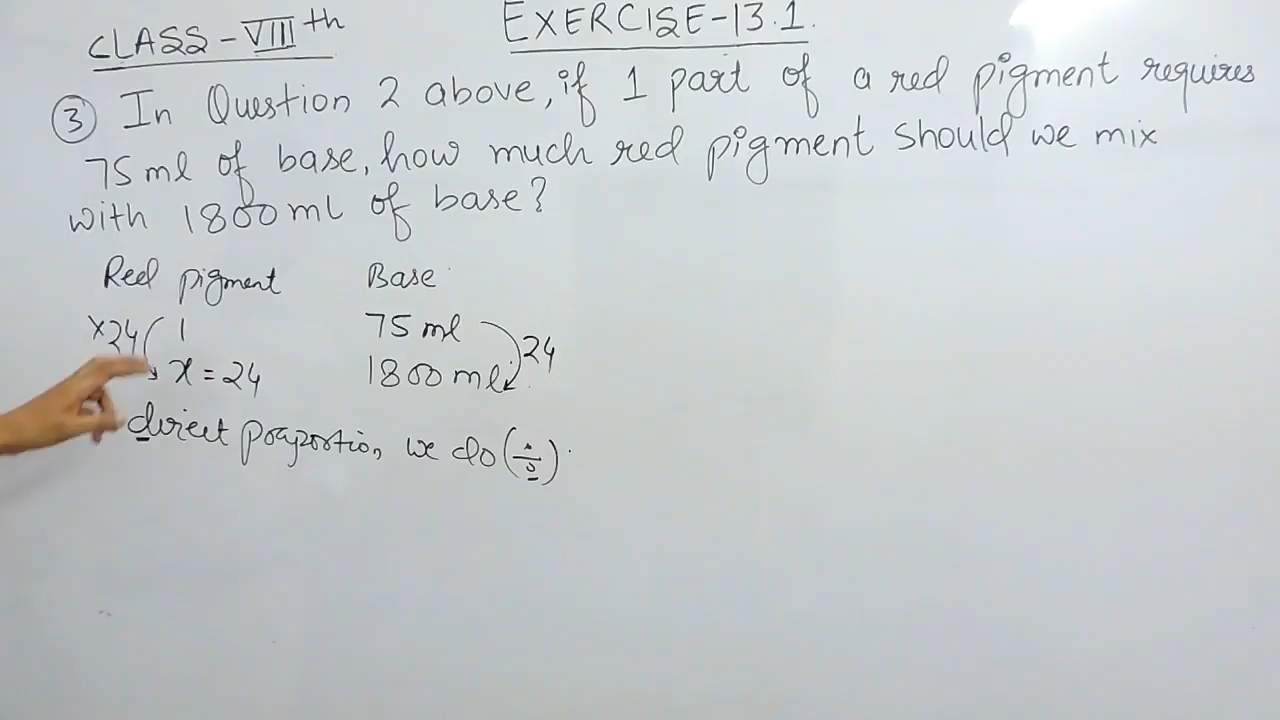 CLASS-VIIIth
EXERCISE-13.1.
③ In Question 2 above, if 1 part of a red pigment requires
75 ml of base, how much red pigment should we mix
with 1800 ml of base?
Red pigment Base
×24 1 75 ml 24
x = 24 1800 ml
direct proportion, we do (÷).